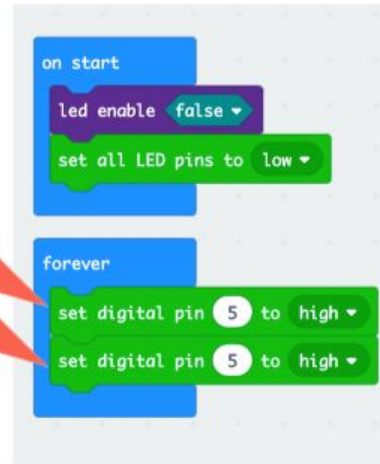 on start
led enable false
set all LED pins to low
forever
set digital pin 5 to high
set digital pin 5 to high